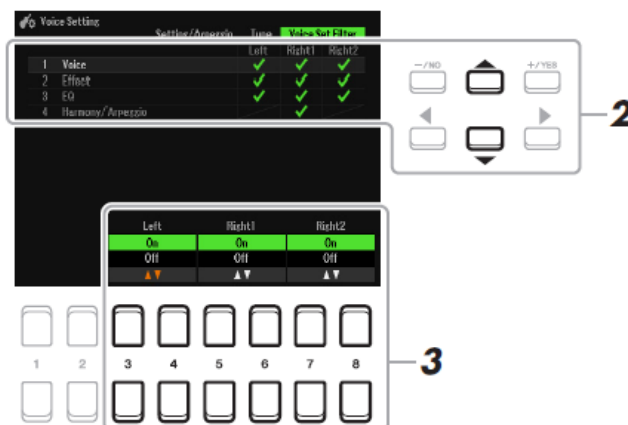 Voice Setting
Setting/Arpeggio Type Voice Set Filter
Left Right1 Right2
1 Voice
2 Effect
3 EQ
4 Harmony/Arpeggio
-/NO +/YES
2
Left Right1 Right2
On On On
Off Off Off
1 2 3 4 5 6 7 8
3